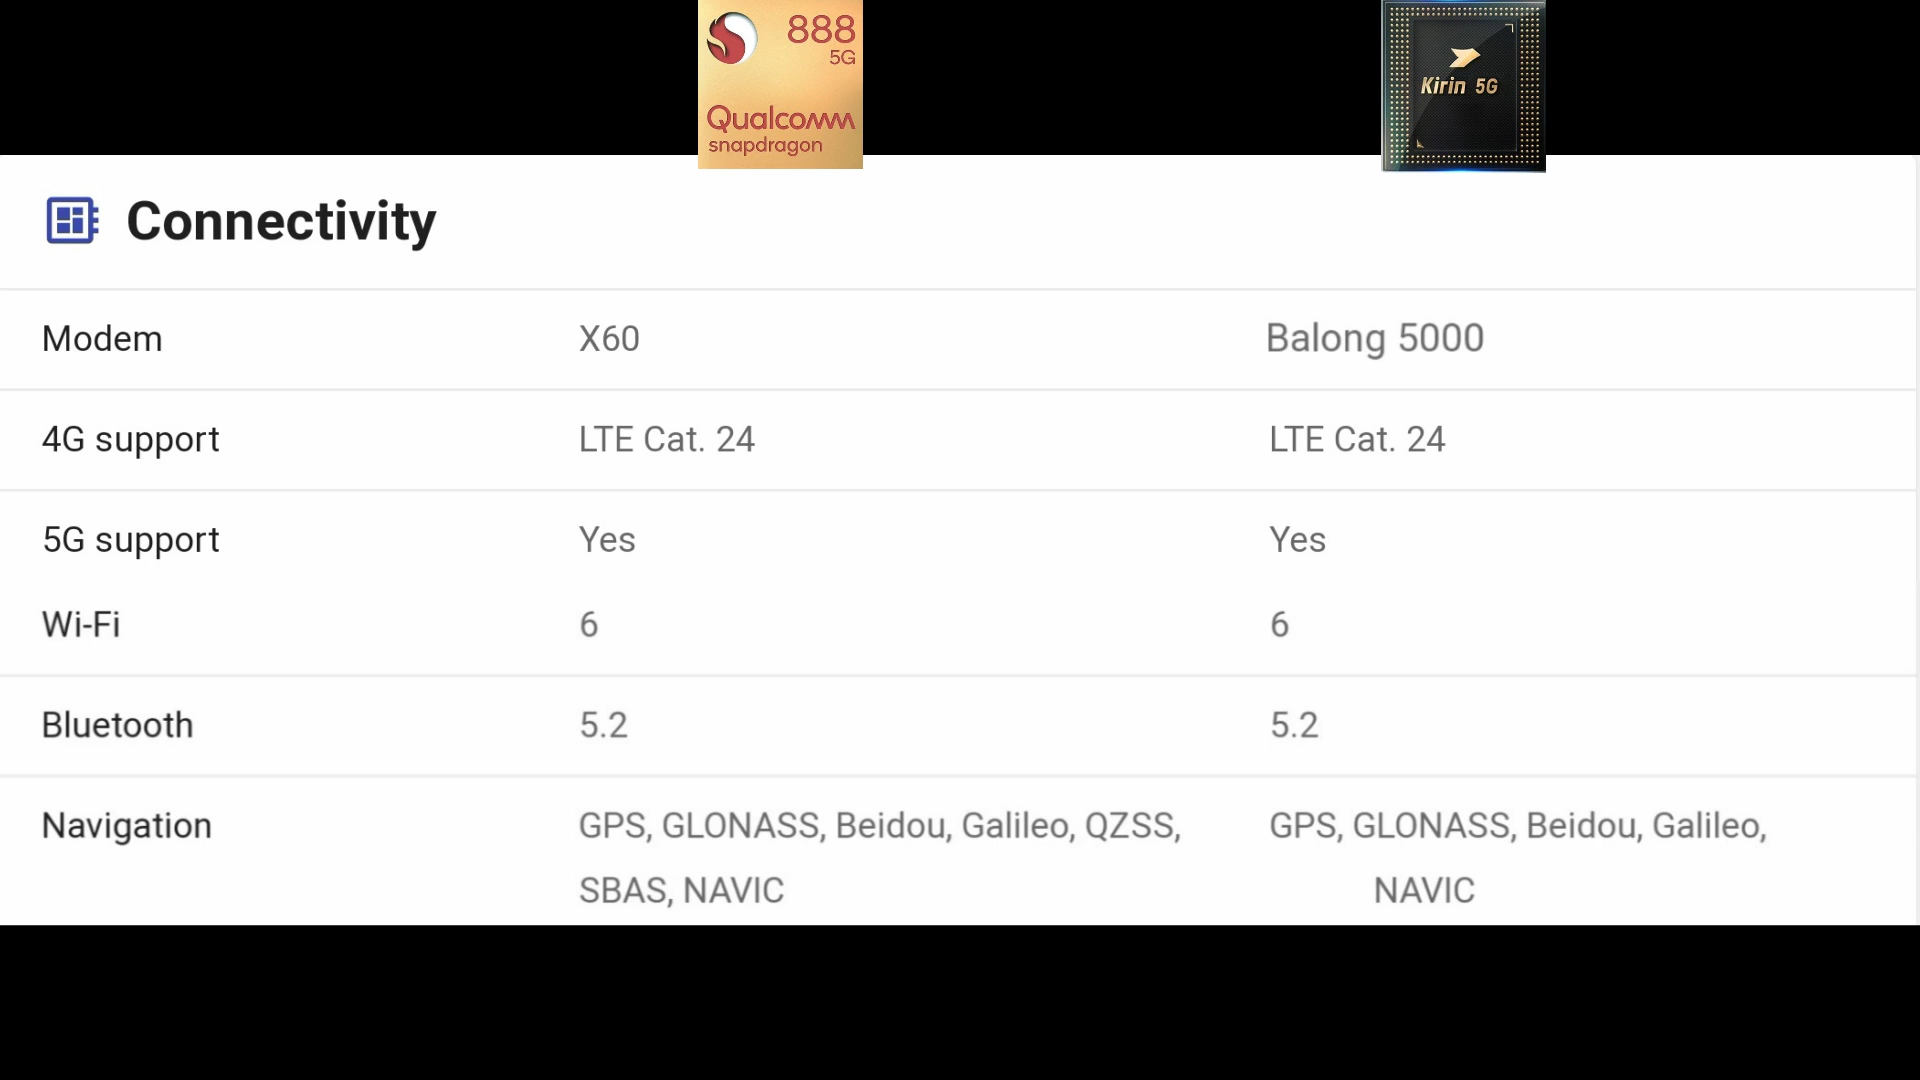 888
5G
Qualcomm
snapdragon
Kirin 5G
Connectivity
Modem X60 Balong 5000
4G support LTE Cat. 24 LTE Cat. 24
5G support Yes Yes
Wi-Fi 6 6
Bluetooth 5.2 5.2
Navigation GPS, GLONASS, Beidou, Galileo, QZSS, GPS, GLONASS, Beidou, Galileo,
SBAS, NAVIC NAVIC